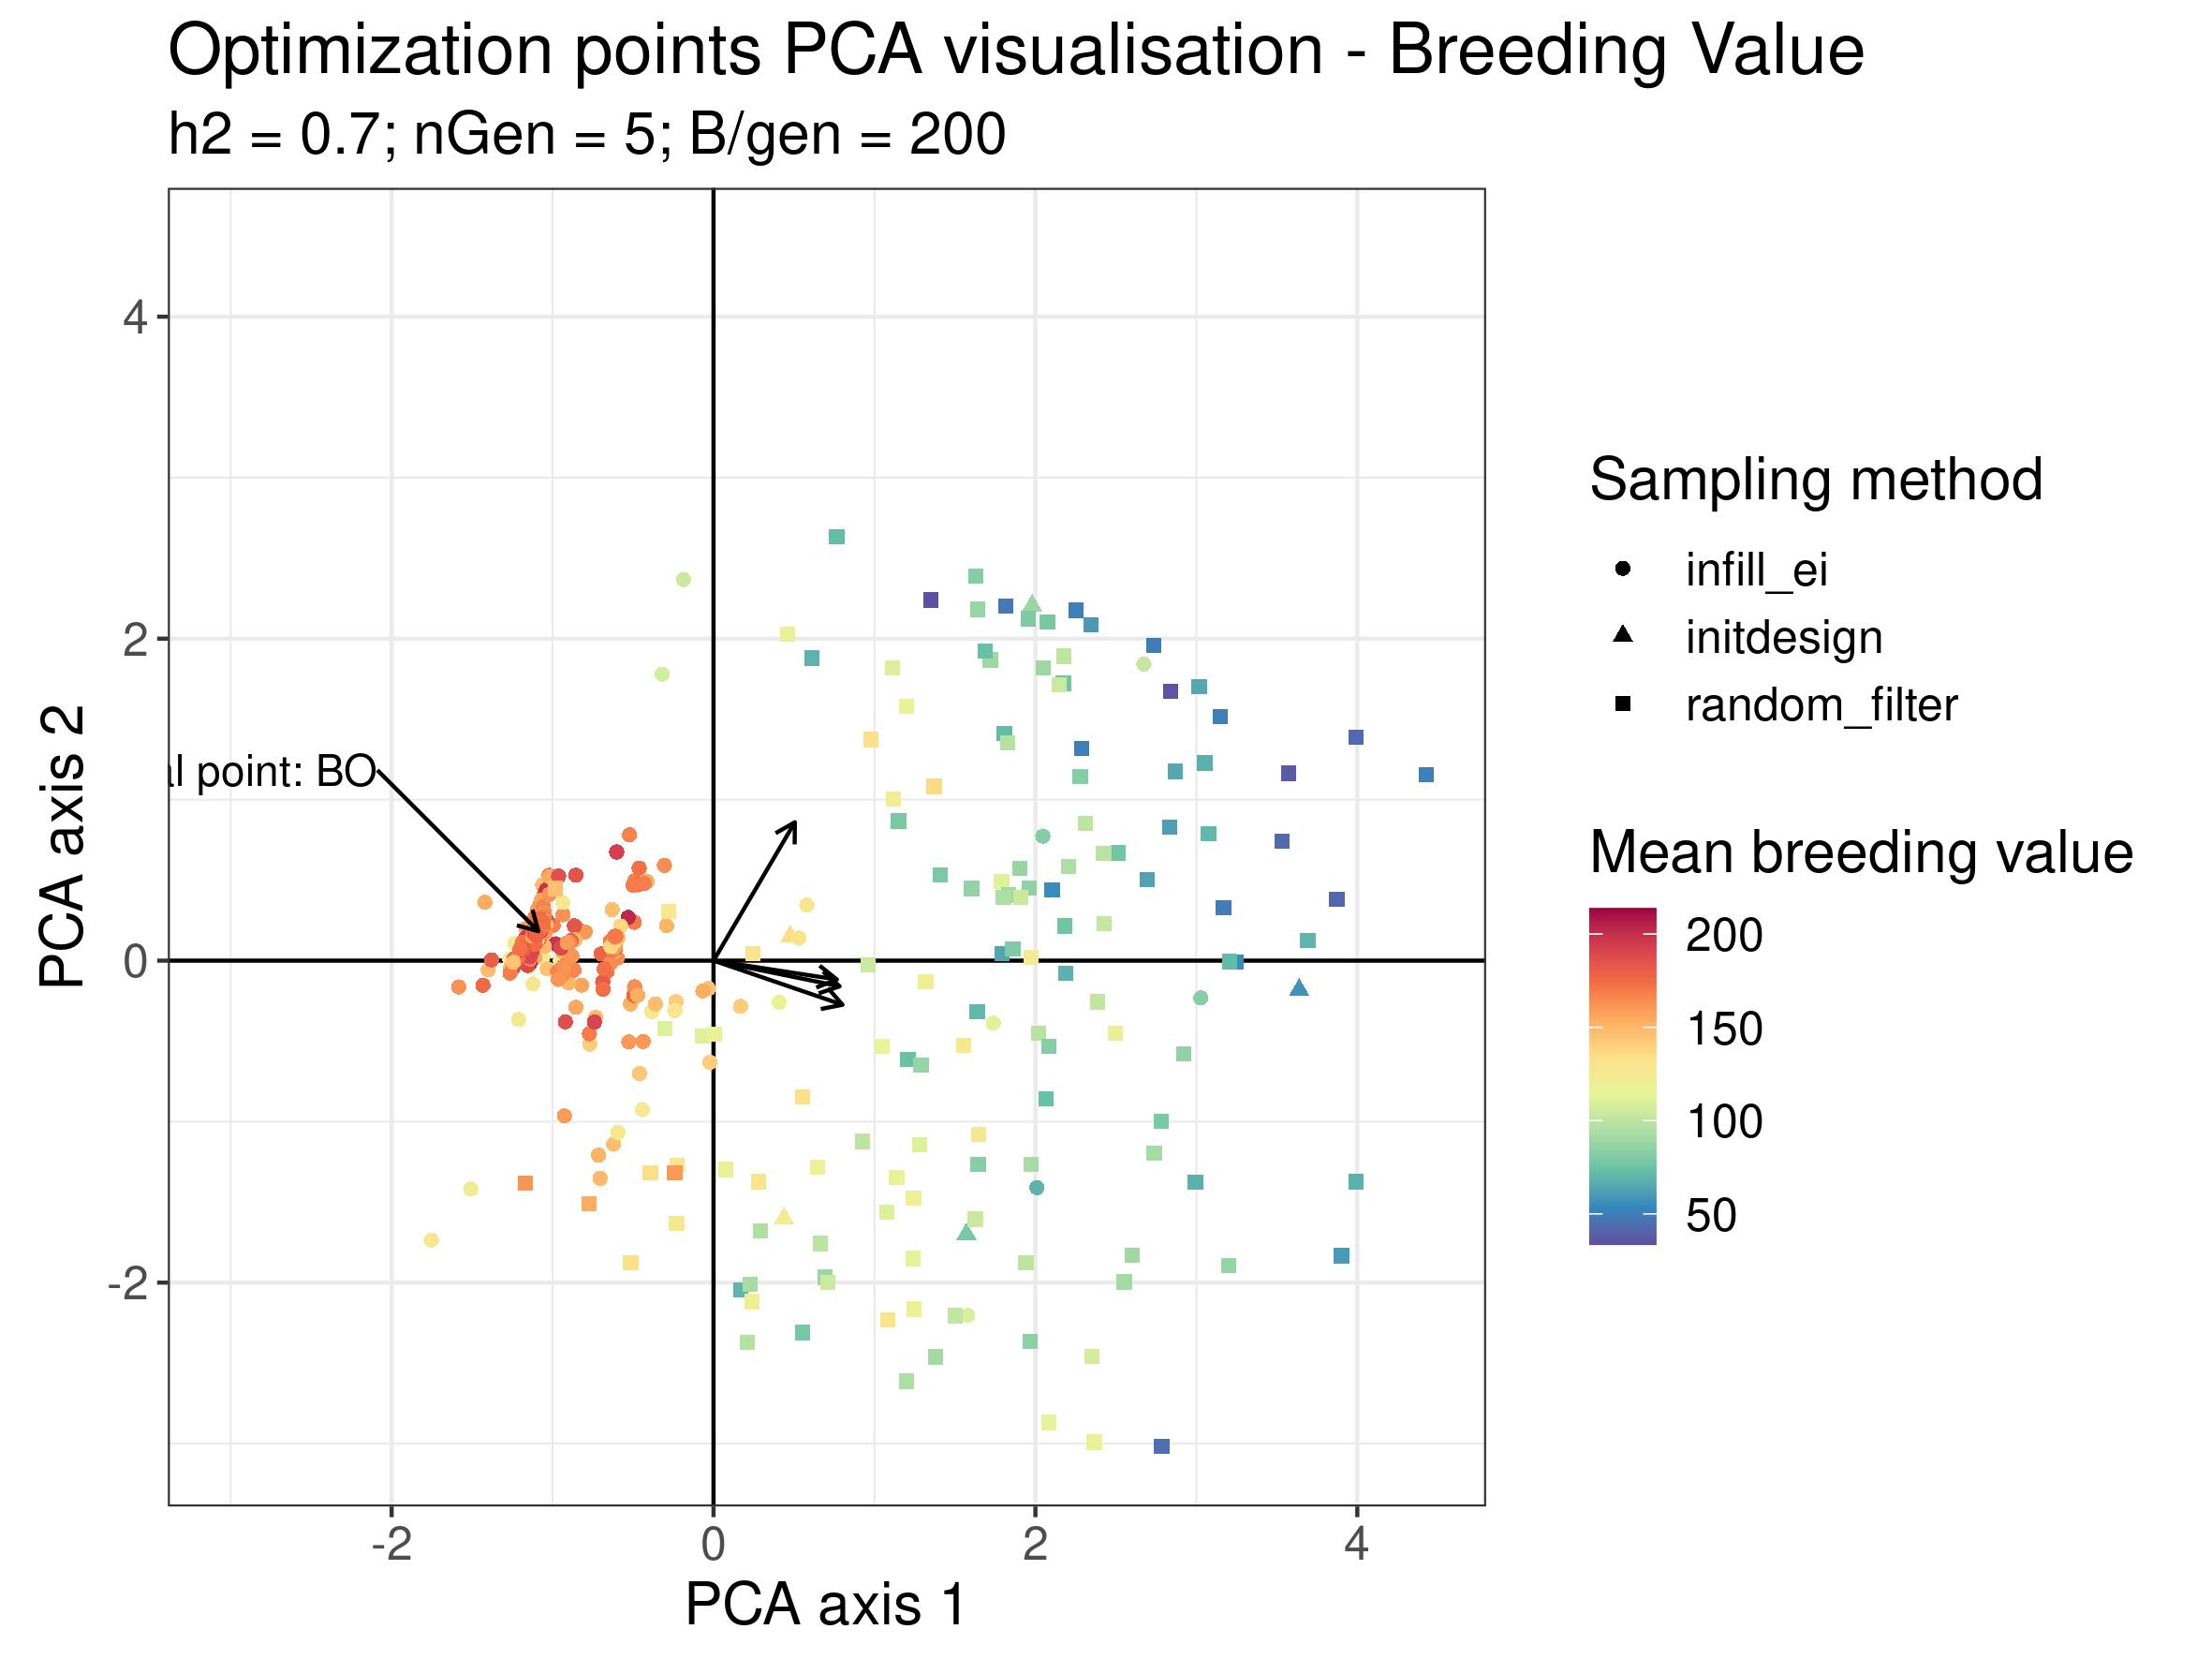 Optimization points PCA visualisation - Breeding Value
h2 = 0.7; nGen = 5; B/gen = 200
4
2
0
-2
PCA axis 2
point: BO
-2
0
2
4
PCA axis 1
Sampling method
infill_ei
initdesign
random_filter
Mean breeding value
200
150
100
50